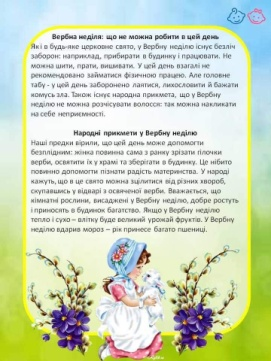 Вербна неділя: що не можна робити в цей день
Як і в будь-яке церковне свято, у Вербну неділю існує безліч
заборон: наприклад, прибирати в будинку і працювати. Не
можна шити, прати, вишивати. У цей день взагалі не
рекомендовано займатися фізичною працею. Але головне
табу - у цей день заборонено лаятися, лихословити й бажати
комусь зла. Також існує народна прикмета, що у Вербну
неділю не можна розчісувати волосся: так можна накликати
на себе неприємності.
Народні прикмети у Вербну неділю
Наші предки вірили, що цей день може допомогти
безплідним: жінка повинна сама з ранку зрізати гілочки
верби, освятити їх у храмі та зберігати в будинку. Це нібито
повинно допомогти пізнати радість материнства. У народі
кажуть, що в це свято можна зцілитися від різних хвороб,
скупавшись у відварі з освяченої верби. Вважається, що
кімнатні рослини, висаджені у Вербну неділю, добре ростуть
і приносять в будинок багатство. Якщо у Вербну неділю
тепло і сухо – влітку буде великий урожай фруктів. У Вербну
неділю вдарив мороз – рік принесе багато пшениці.